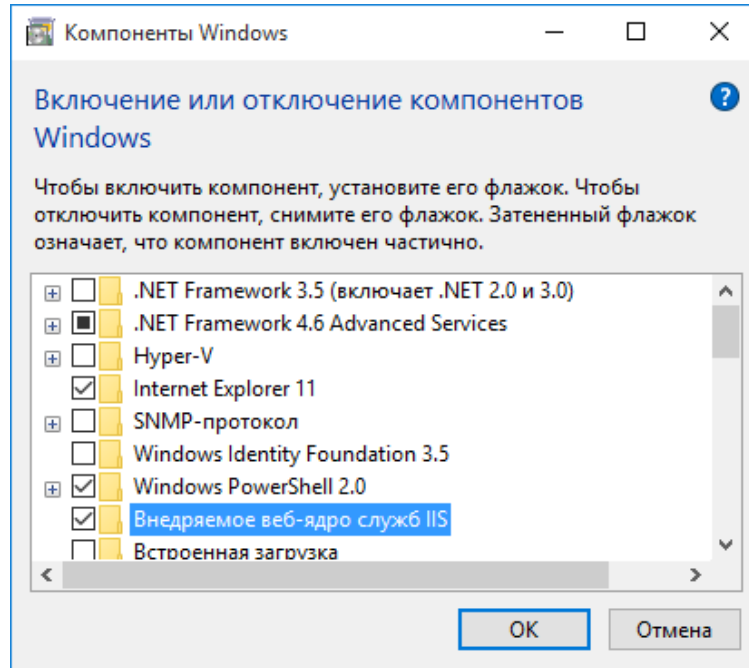 Компоненты Windows
Включение или отключение компонентов
Windows
Чтобы включить компонент, установите его флажок. Чтобы
отключить компонент, снимите его флажок. Затененный флажок
означает, что компонент включен частично.
.NET Framework 3.5 (включает .NET 2.0 и 3.0)
.NET Framework 4.6 Advanced Services
Hyper-V
Internet Explorer 11
SNMP-протокол
Windows Identity Foundation 3.5
Windows PowerShell 2.0
Внедряемое веб-ядро служб IIS
Встроенная загрузка
ОК Отмена